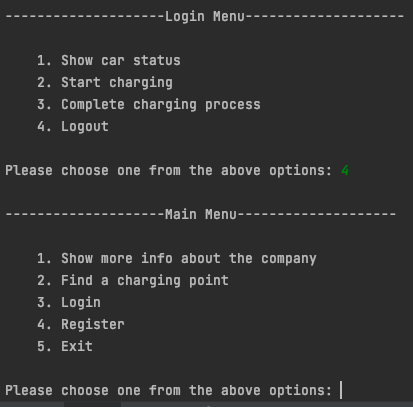 --------------------Login Menu--------------------
1. Show car status
2. Start charging
3. Complete charging process
4. Logout
Please choose one from the above options: 4
--------------------Main Menu--------------------
1. Show more info about the company
2. Find a charging point
3. Login
4. Register
5. Exit
Please choose one from the above options: